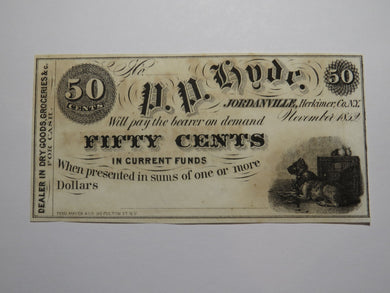 DEALER IN DRY GOODS, GROCERIES & c.
FOR CASH
50
CENTS
No.
P. P. Hyde,
50
JORDANVILLE, Herkimer, Co. N.Y.
Will pay the bearer on demand
November 1862
FIFTY CENTS
IN CURRENT FUNDS
When presented in sums of one or more
Dollars